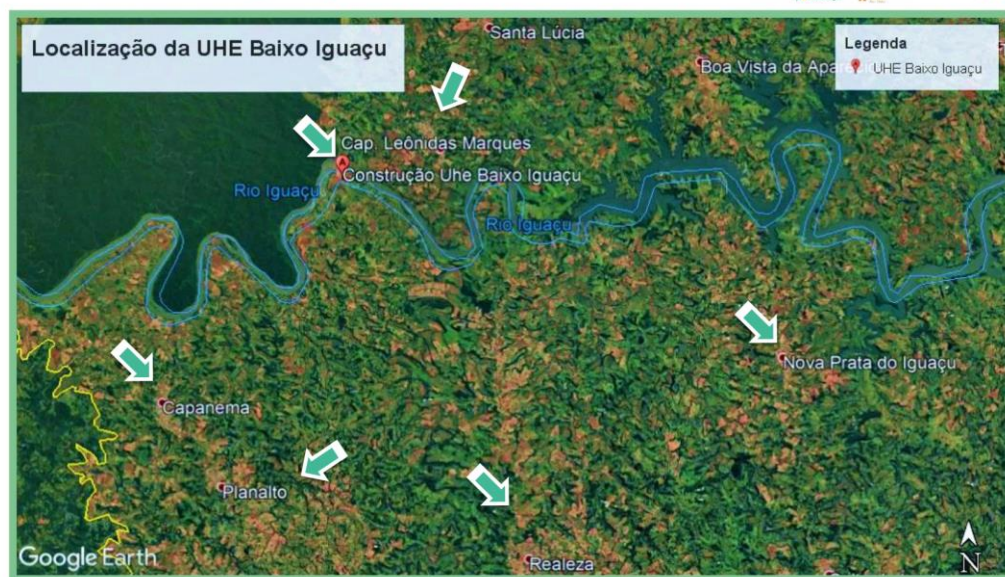 Localização da UHE Baixo Iguaçu
Santa Lúcia
Legenda
UHE Baixo Iguaçu
Boa Vista da Aparecid
Cap. Leônidas Marques
Construção Uhe Baixo Iguaçu
Rio Iguaçu
Rio Iguaçu
Nova Prata do Iguaçu
Capanema
Planalto
Realeza
Google Earth
N